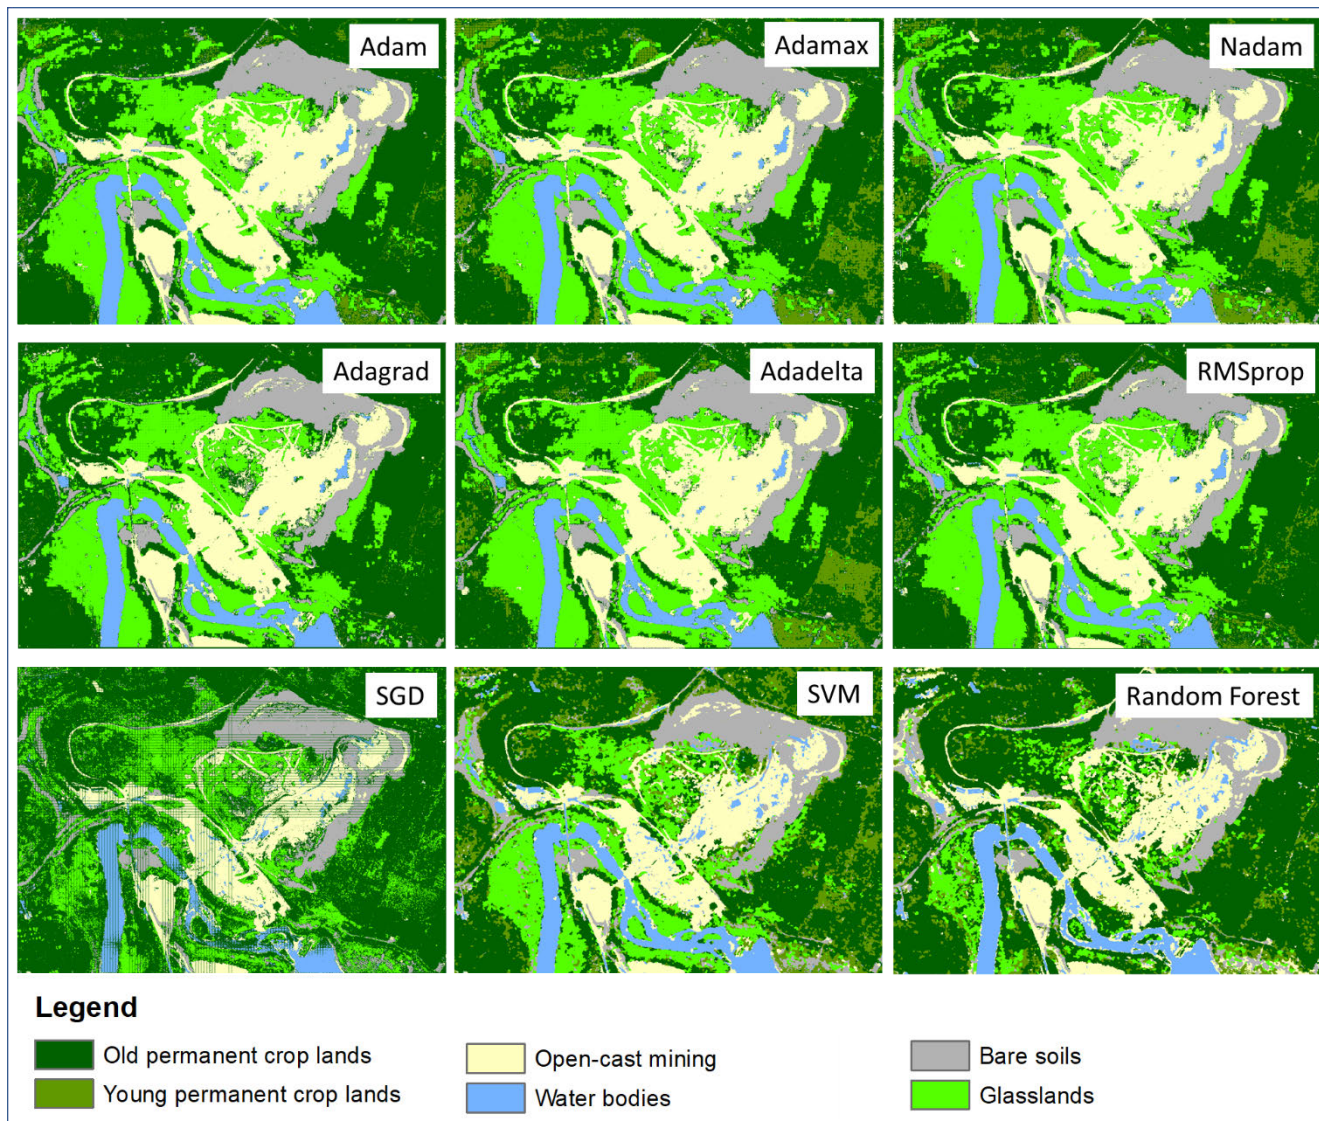 Adam
Adamax
Nadam
Adagrad
Adadelta
RMSprop
SGD
SVM
Random Forest
Legend
Old permanent crop lands
Open-cast mining
Bare soils
Young permanent crop lands
Water bodies
Glasslands